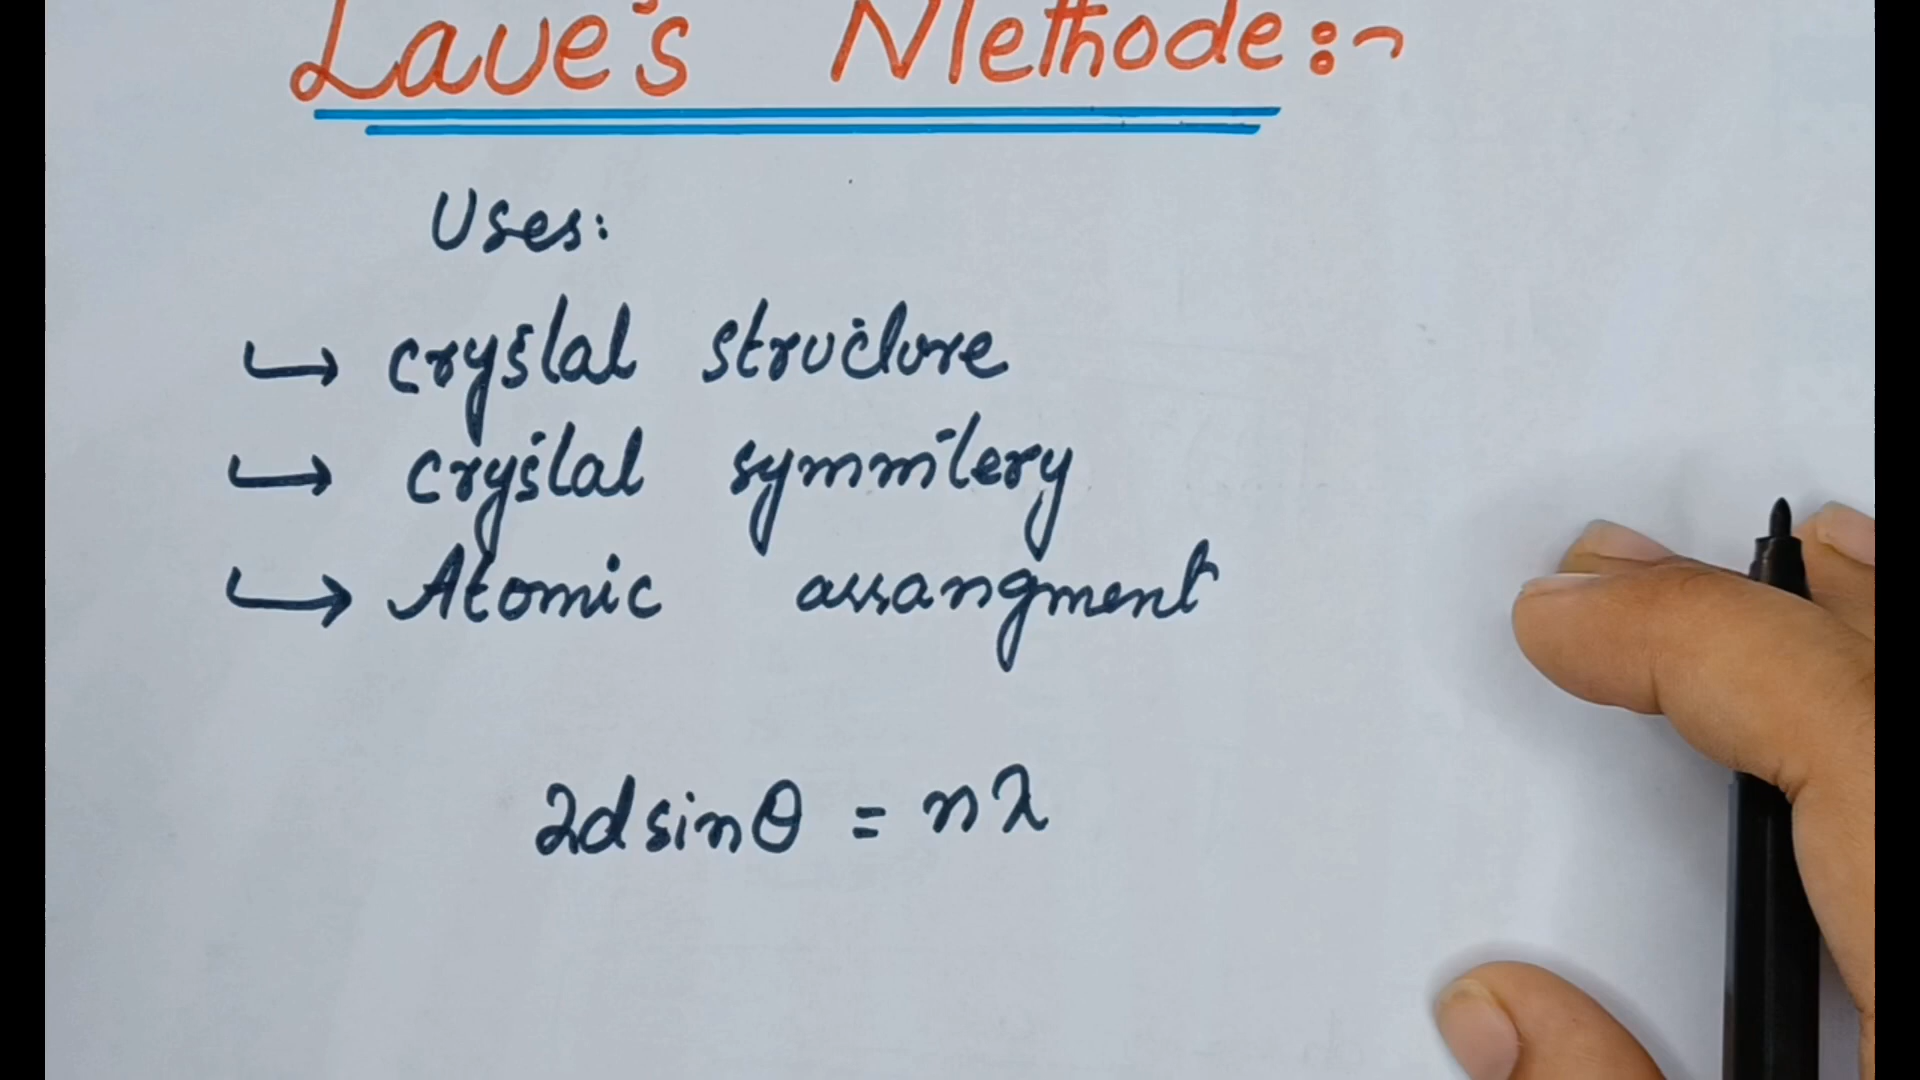 Laue's Methode:-
Uses:
↳ crystal structure
↳ crystal symmitery
↳ Atomic arrangment
2d sinθ = nλ